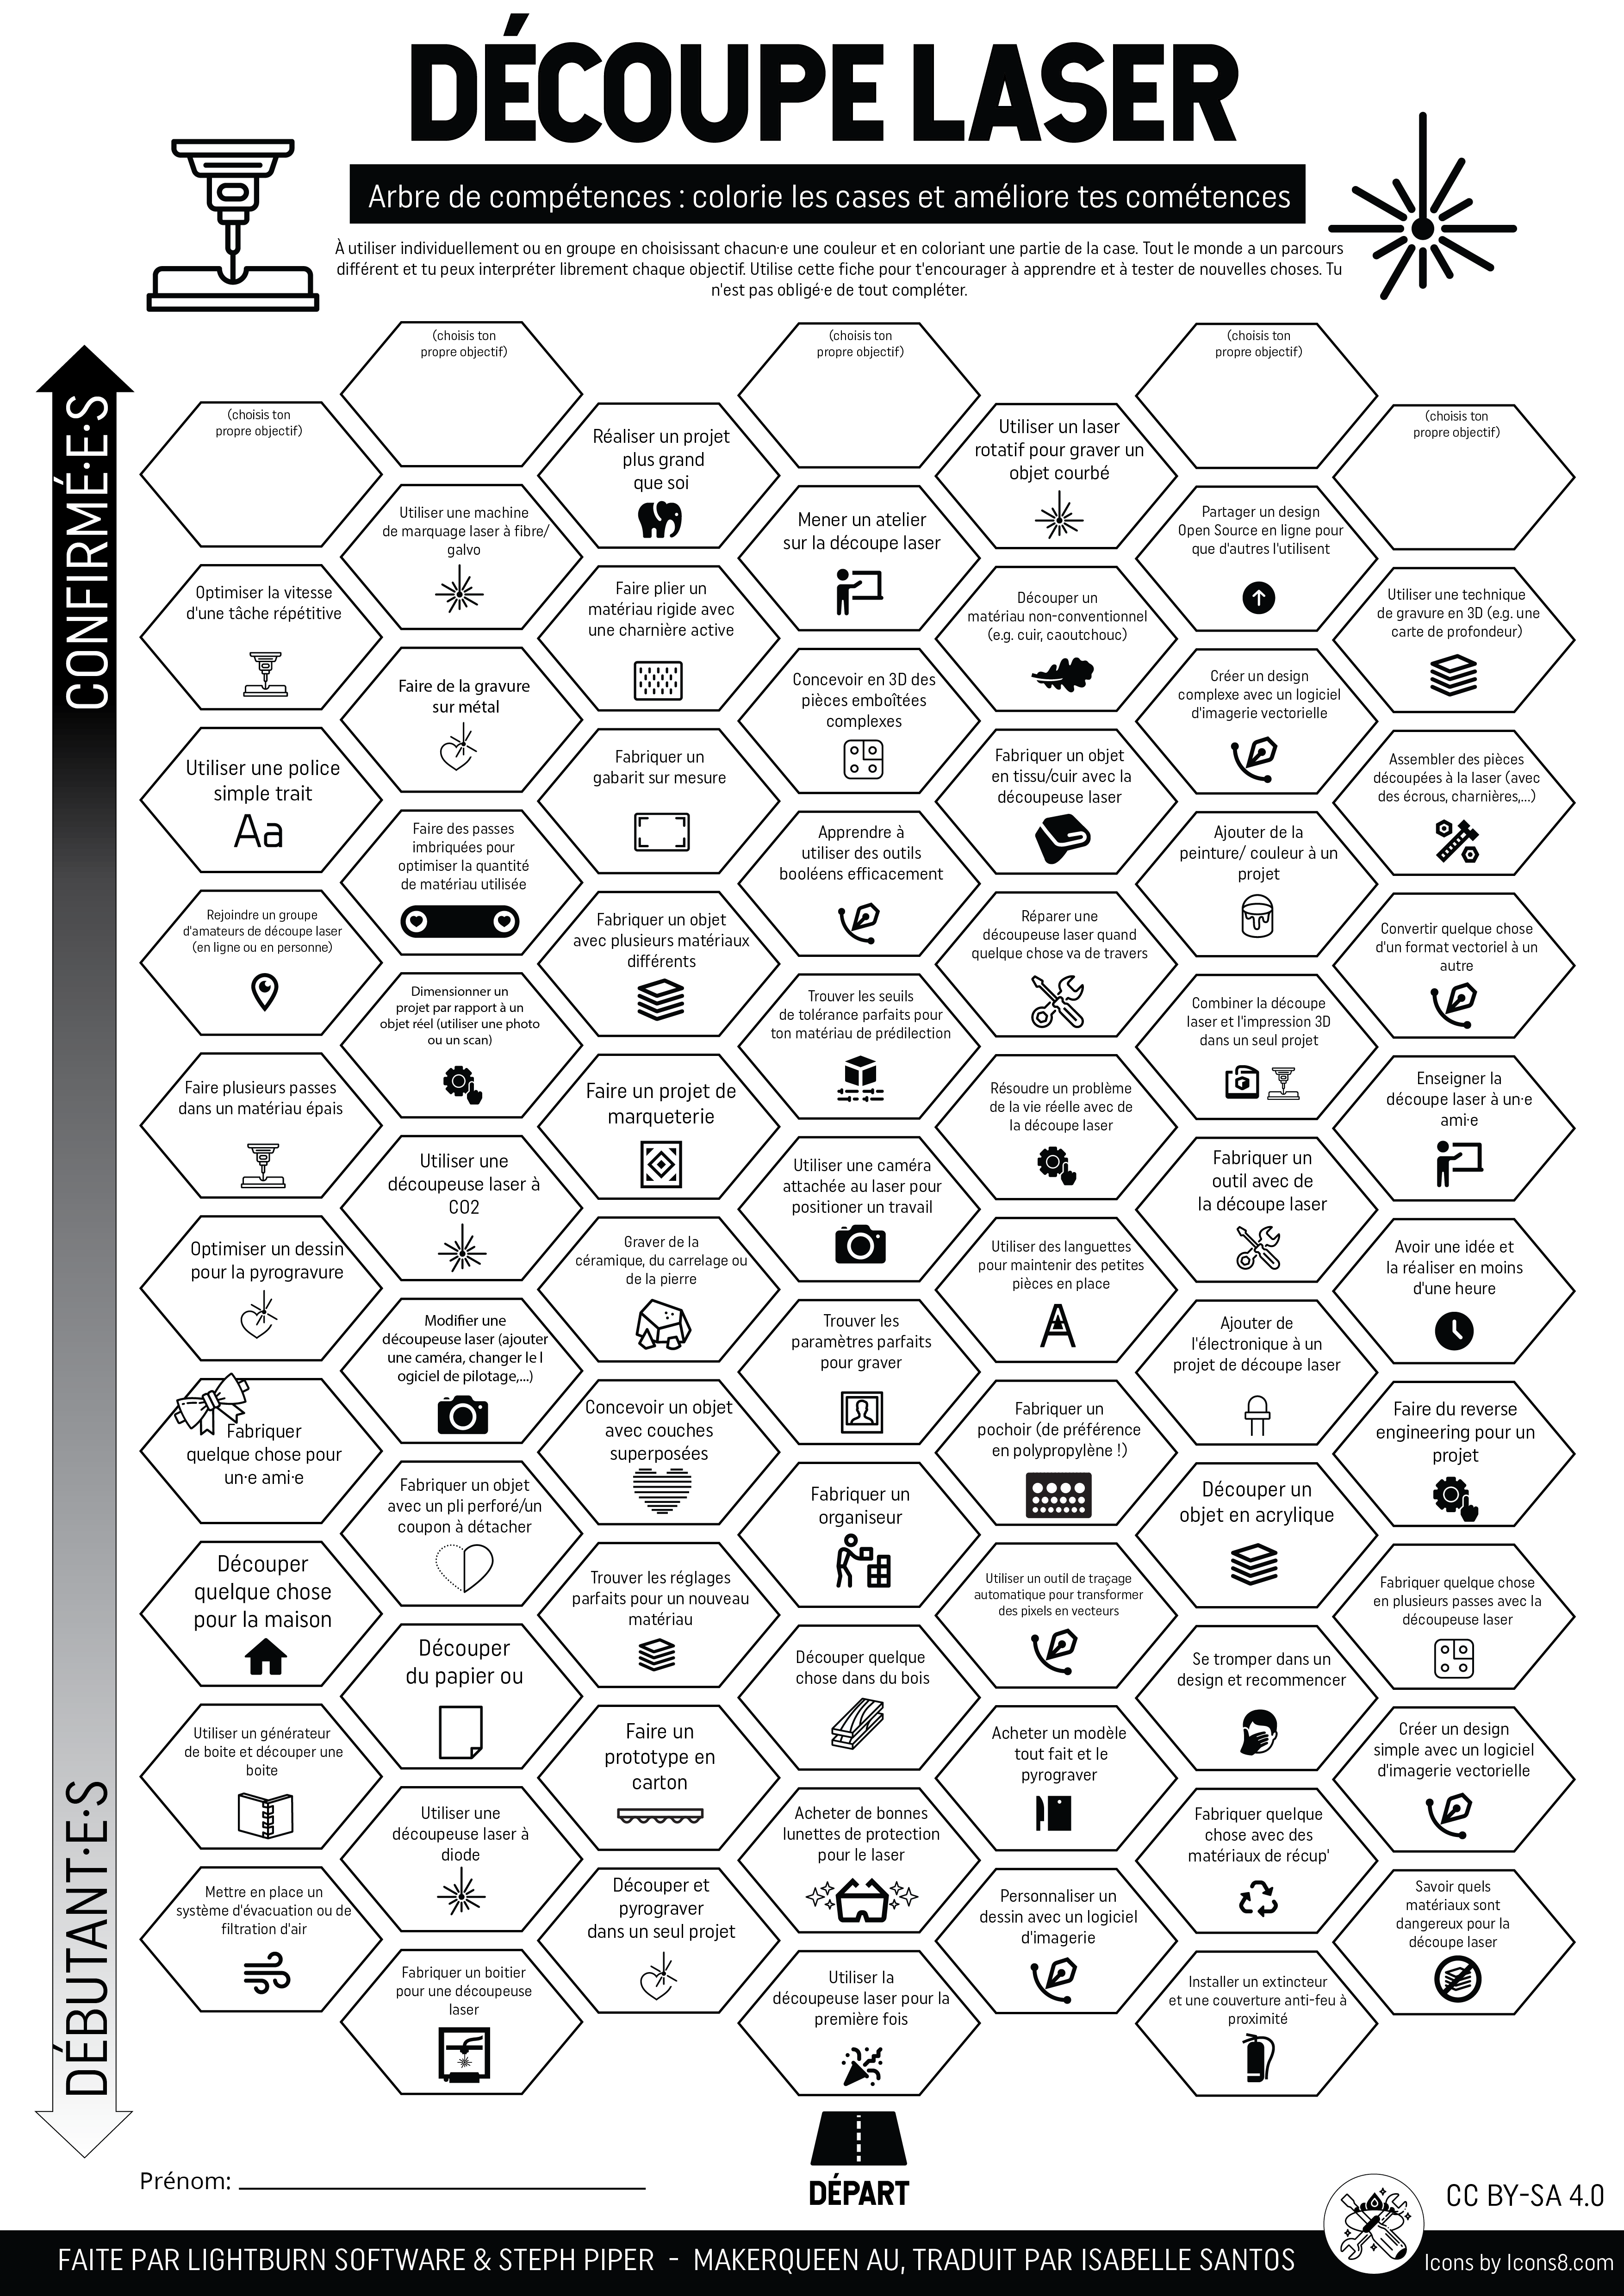 DÉCOUPE LASER
Arbre de compétences : colorie les cases et améliore tes cométences
À utiliser individuellement ou en groupe en choisissant chacun·e une couleur et en coloriant une partie de la case. Tout le monde a un parcours
différent et tu peux interpréter librement chaque objectif. Utilise cette fiche pour t'encourager à apprendre et à tester de nouvelles choses. Tu
n'est pas obligé·e de tout compléter.
CONFIRMÉ·E·S
DÉBUTANT·E·S
(choisis ton
propre objectif)
Optimiser la vitesse
d'une tâche répétitive
Utiliser une police
simple trait
Aa
Rejoindre un groupe
d'amateurs de découpe laser
(en ligne ou en personne)
Faire plusieurs passes
dans un matériau épais
Optimiser un dessin
pour la pyrogravure
Fabriquer
quelque chose pour
un·e ami·e
Découper
quelque chose
pour la maison
Utiliser un générateur
de boite et découper une
boite
Mettre en place un
système d'évacuation ou de
filtration d'air
(choisis ton
propre objectif)
Utiliser une machine
de marquage laser à fibre/
galvo
Faire de la gravure
sur métal
Faire des passes
imbriquées pour
optimiser la quantité
de matériau utilisée
Dimensionner un
projet par rapport à un
objet réel (utiliser une photo
ou un scan)
Utiliser une
découpeuse laser à
CO2
Modifier une
découpeuse laser (ajouter
une caméra, changer le l
ogiciel de pilotage,...)
Fabriquer un objet
avec un pli perforé/un
coupon à détacher
Découper
du papier ou
Utiliser une
découpeuse laser à
diode
Fabriquer un boitier
pour une découpeuse
laser
Réaliser un projet
plus grand
que soi
Faire plier un
matériau rigide avec
une charnière active
Fabriquer un
gabarit sur mesure
Fabriquer un objet
avec plusieurs matériaux
différents
Faire un projet de
marqueterie
Graver de la
céramique, du carrelage ou
de la pierre
Concevoir un objet
avec couches
superposées
Trouver les réglages
parfaits pour un nouveau
matériau
Faire un
prototype en
carton
Découper et
pyrograver
dans un seul projet
(choisis ton
propre objectif)
Mener un atelier
sur la découpe laser
Concevoir en 3D des
pièces emboîtées
complexes
Apprendre à
utiliser des outils
booléens efficacement
Trouver les seuils
de tolérance parfaits pour
ton matériau de prédilection
Utiliser une caméra
attachée au laser pour
positioner un travail
Trouver les
paramètres parfaits
pour graver
Fabriquer un
organiseur
Découper quelque
chose dans du bois
Acheter de bonnes
lunettes de protection
pour le laser
Utiliser la
découpeuse laser pour la
première fois
Utiliser un laser
rotatif pour graver un
objet courbé
Découper un
matériau non-conventionnel
(e.g. cuir, caoutchouc)
Fabriquer un objet
en tissu/cuir avec la
découpeuse laser
Réparer une
découpeuse laser quand
quelque chose va de travers
Résoudre un problème
de la vie réelle avec de
la découpe laser
Utiliser des languettes
pour maintenir des petites
pièces en place
Fabriquer un
pochoir (de préférence
en polypropylène !)
Utiliser un outil de traçage
automatique pour transformer
des pixels en vecteurs
Acheter un modèle
tout fait et le
pyrograver
Personnaliser un
dessin avec un logiciel
d'imagerie
(choisis ton
propre objectif)
Partager un design
Open Source en ligne pour
que d'autres l'utilisent
Créer un design
complexe avec un logiciel
d'imagerie vectorielle
Ajouter de la
peinture/ couleur à un
projet
Combiner la découpe
laser et l'impression 3D
dans un seul projet
Fabriquer un
outil avec de
la découpe laser
Ajouter de
l'électronique à un
projet de découpe laser
Découper un
objet en acrylique
Se tromper dans un
design et recommencer
Fabriquer quelque
chose avec des
matériaux de récup'
Installer un extincteur
et une couverture anti-feu à
proximité
(choisis ton
propre objectif)
Utiliser une technique
de gravure en 3D (e.g. une
carte de profondeur)
Assembler des pièces
découpées à la laser (avec
des écrous, charnières,...)
Convertir quelque chose
d'un format vectoriel à un
autre
Enseigner la
découpe laser à un·e
ami·e
Avoir une idée et
la réaliser en moins
d'une heure
Faire du reverse
engineering pour un
projet
Fabriquer quelque chose
en plusieurs passes avec la
découpeuse laser
Créer un design
simple avec un logiciel
d'imagerie vectorielle
Savoir quels
matériaux sont
dangereux pour la
découpe laser
DÉPART
Prénom:
CC BY-SA 4.0
FAITE PAR LIGHTBURN SOFTWARE & STEPH PIPER - MAKERQUEEN AU, TRADUIT PAR ISABELLE SANTOS
Icons by Icons8.com